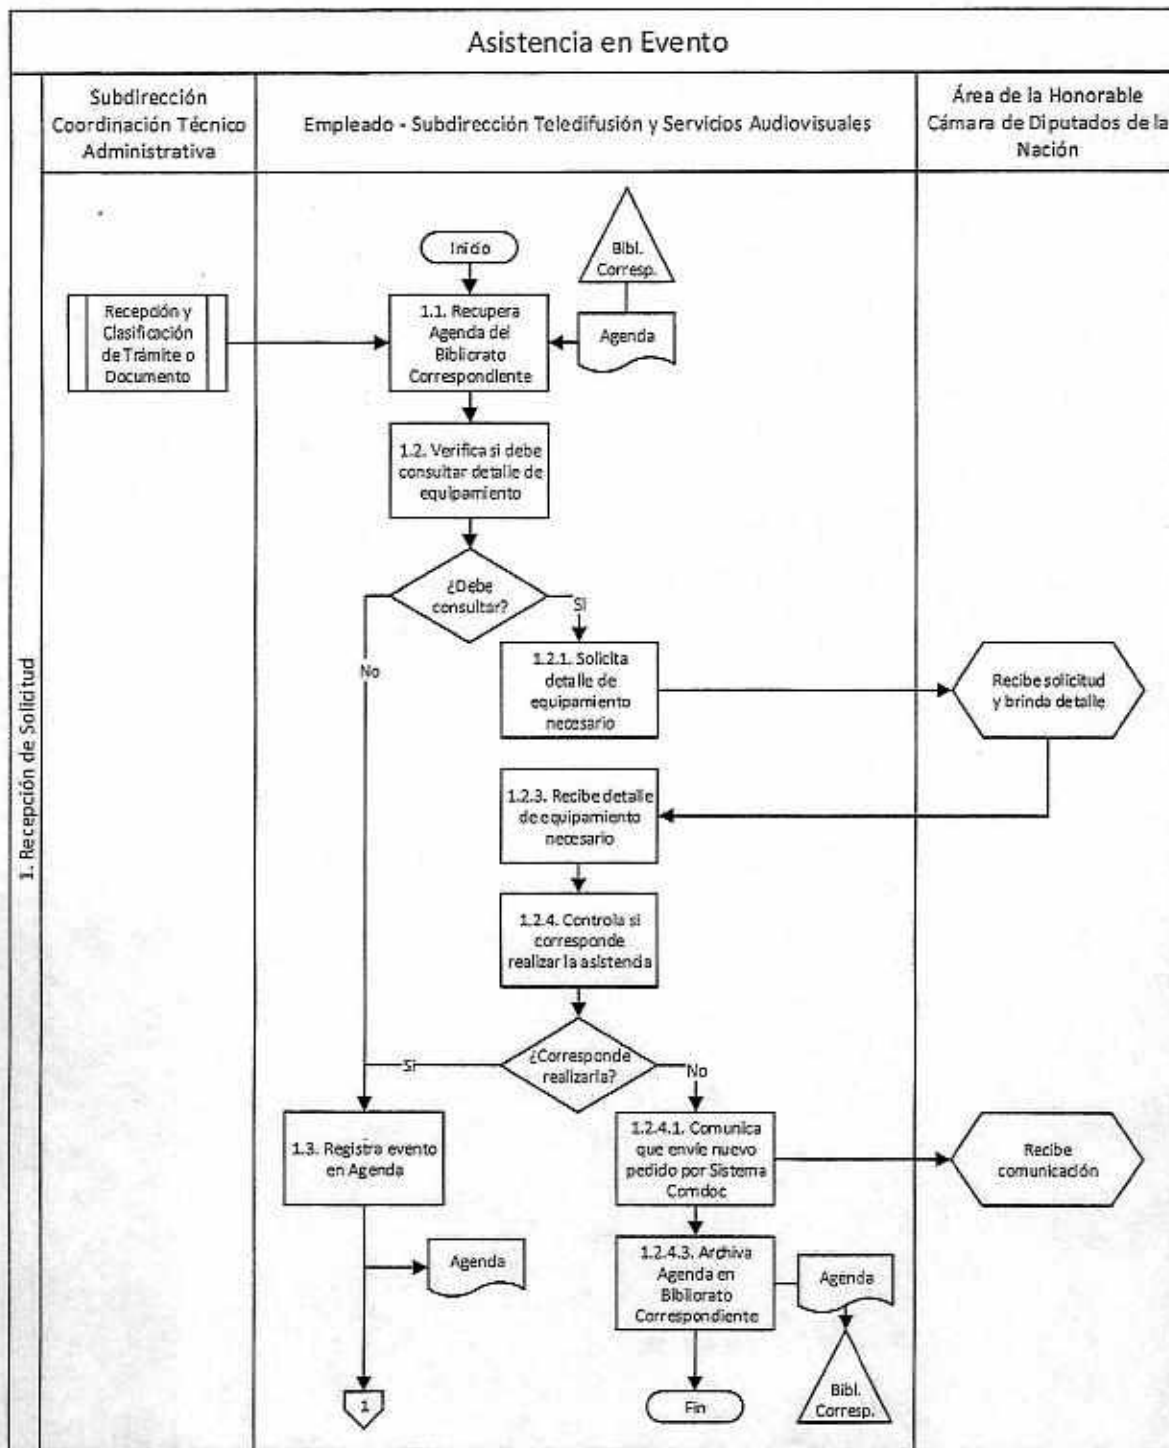 Asistencia en Evento
Subdirección
Coordinación Técnico
Administrativa
Empleado - Subdirección Teledifusión y Servicios Audiovisuales
Área de la Honorable
Cámara de Diputados de la
Nación
1. Recepción de Solicitud
Inicio
Bibl.
Corresp.
Recepción y
Clasificación
de Trámite o
Documento
1.1. Recupera
Agenda del
Bibliorato
Correspondiente
Agenda
1.2. Verifica si debe
consultar detalle de
equipamiento
¿Debe
consultar?
Si
No
1.2.1. Solicita
detalle de
equipamiento
necesario
Recibe solicitud
y brinda detalle
1.2.3. Recibe detalle
de equipamiento
necesario
1.2.4. Controla si
corresponde
realizar la asistencia
¿Corresponde
realizarla?
Si
No
1.3. Registra evento
en Agenda
1.2.4.1. Comunica
que envíe nuevo
pedido por Sistema
Comdoc
Recibe
comunicación
Agenda
1.2.4.3. Archiva
Agenda en
Bibliorato
Correspondiente
Agenda
1
Fin
Bibl.
Corresp.